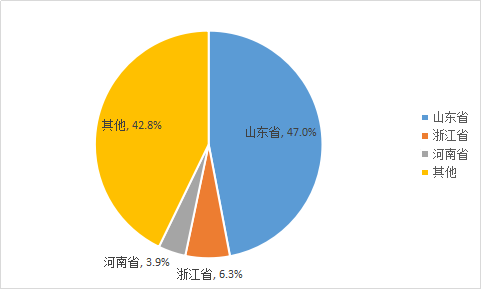 其他, 42.8%
山东省, 47.0%
河南省, 3.9%
浙江省, 6.3%
山东省
浙江省
河南省
其他